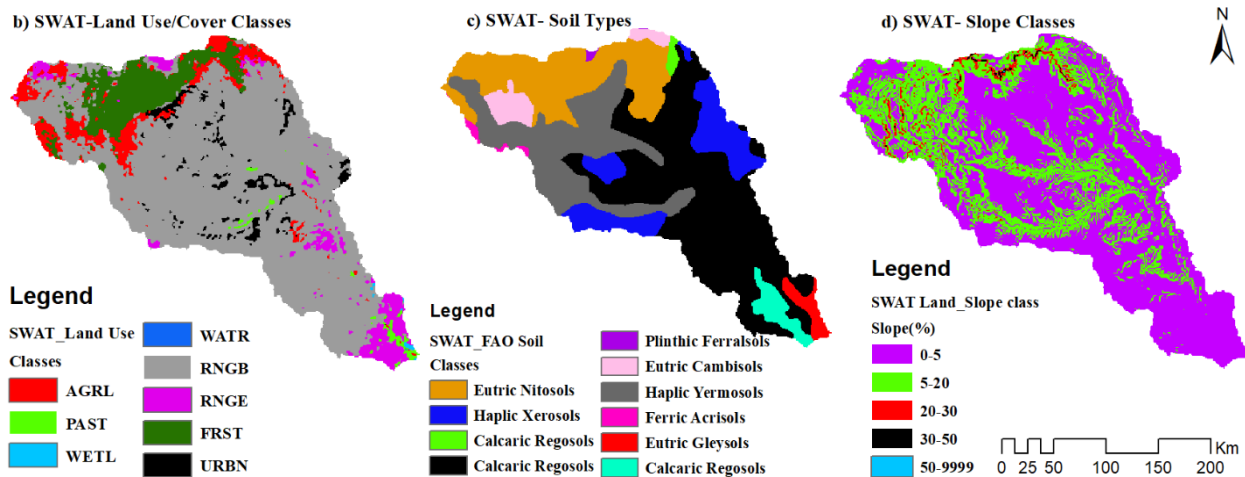 b) SWAT-Land Use/Cover Classes
Legend
SWAT_Land Use
Classes
AGRL
PAST
WETL
WATR
RNGB
RNGE
FRST
URBN
c) SWAT- Soil Types
Legend
SWAT_FAO Soil
Classes
Eutric Nitosols
Haplic Xerosols
Calcaric Regosols
Calcaric Regosols
Plinthic Ferralsols
Eutric Cambisols
Haplic Yermosols
Ferric Acrisols
Eutric Gleysols
Calcaric Regosols
d) SWAT- Slope Classes
N
Legend
SWAT Land_Slope class
Slope(%)
0-5
5-20
20-30
30-50
50-9999
Km
0 25 50 100 150 200